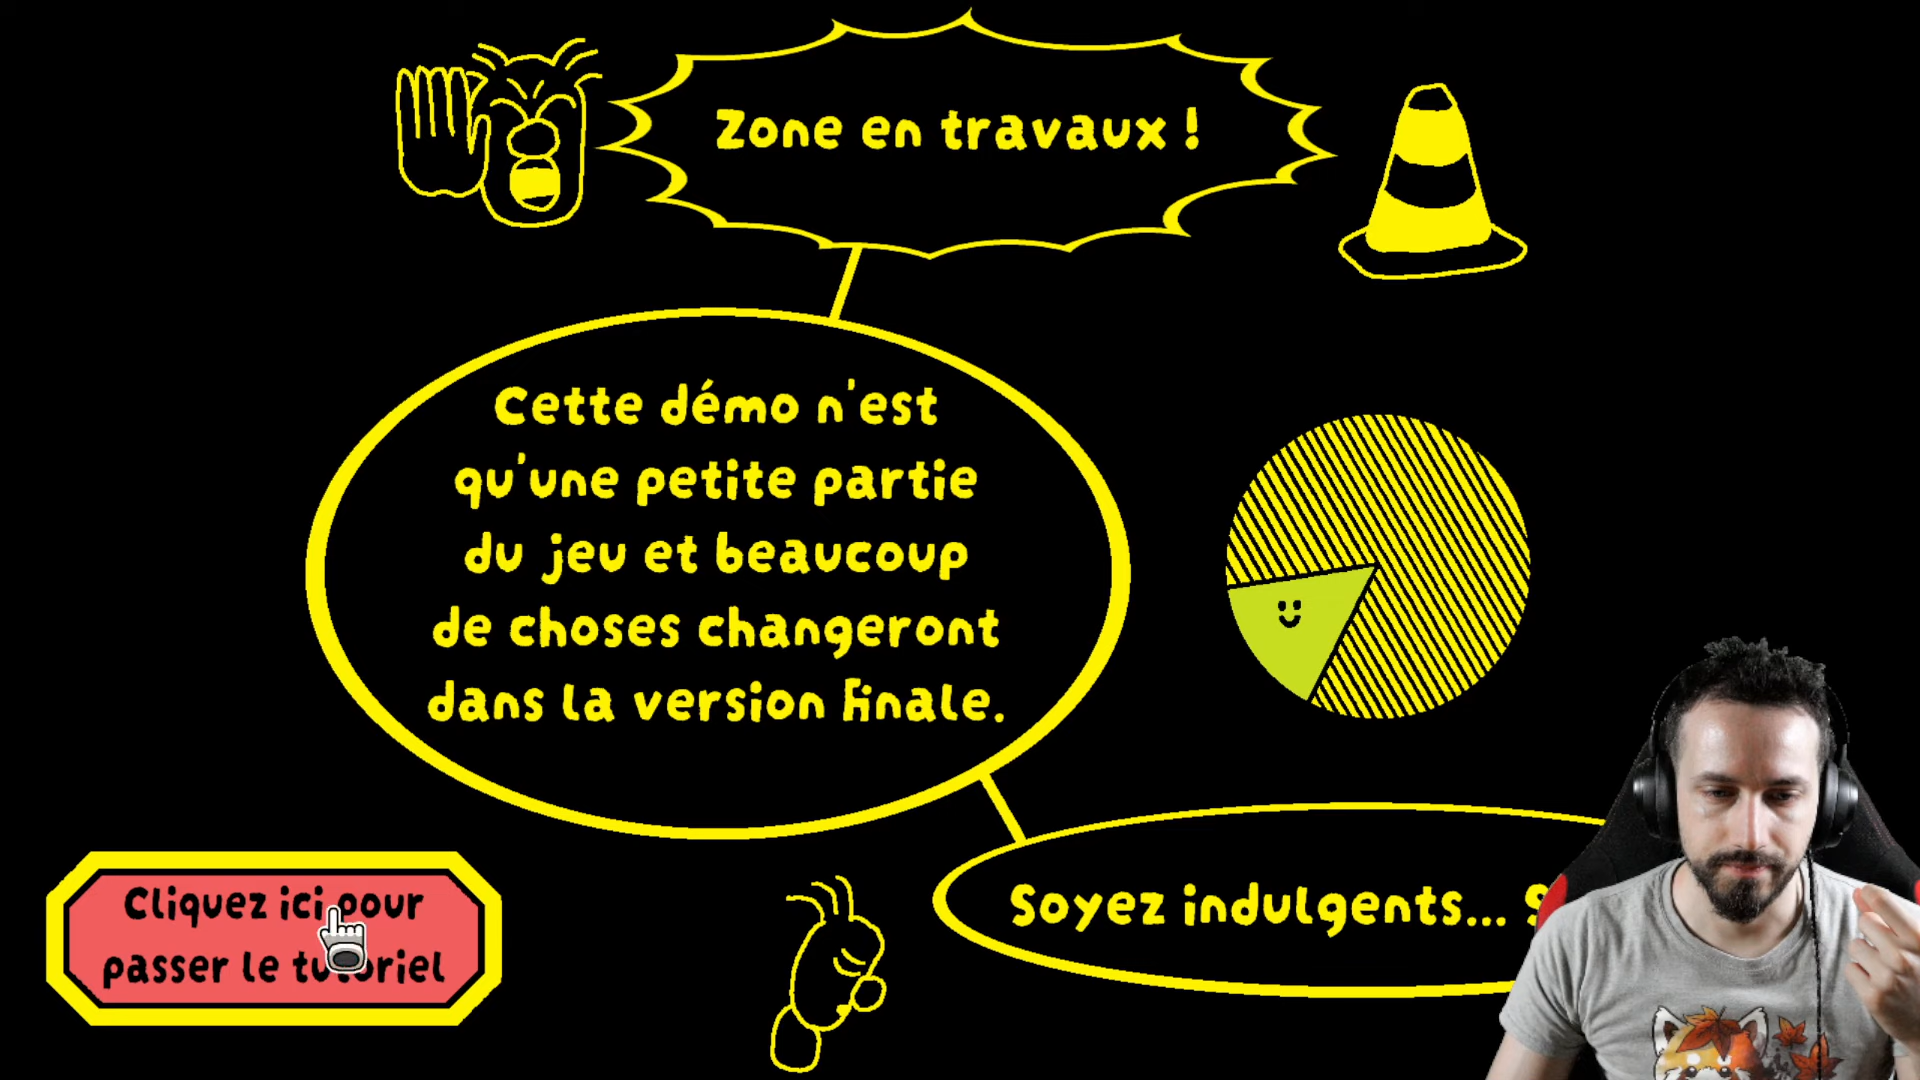 Zone en travaux !
Cette démo n'est
qu'une petite partie
du jeu et beaucoup
de choses changeront
dans la version finale.
Soyez indulgents...
Cliquez ici pour
passer le tutoriel